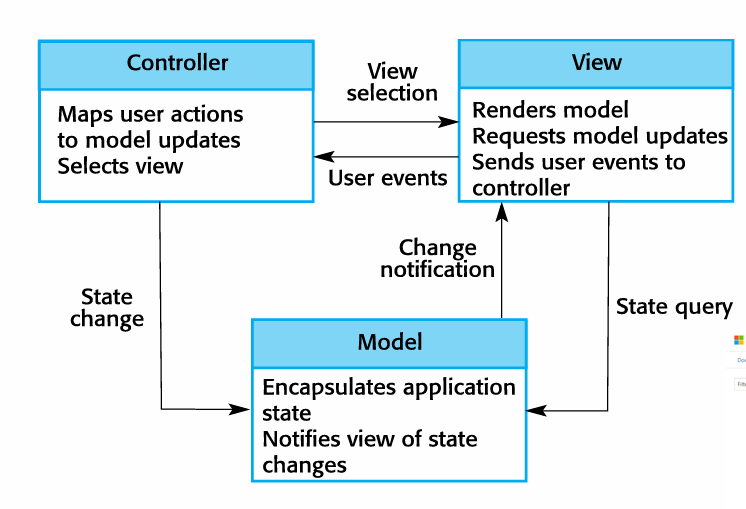 Controller
Maps user actions
to model updates
Selects view
View
selection
User events
View
Renders model
Requests model updates
Sends user events to
controller
State
change
Change
notification
State query
Model
Encapsulates application
state
Notifies view of state
changes